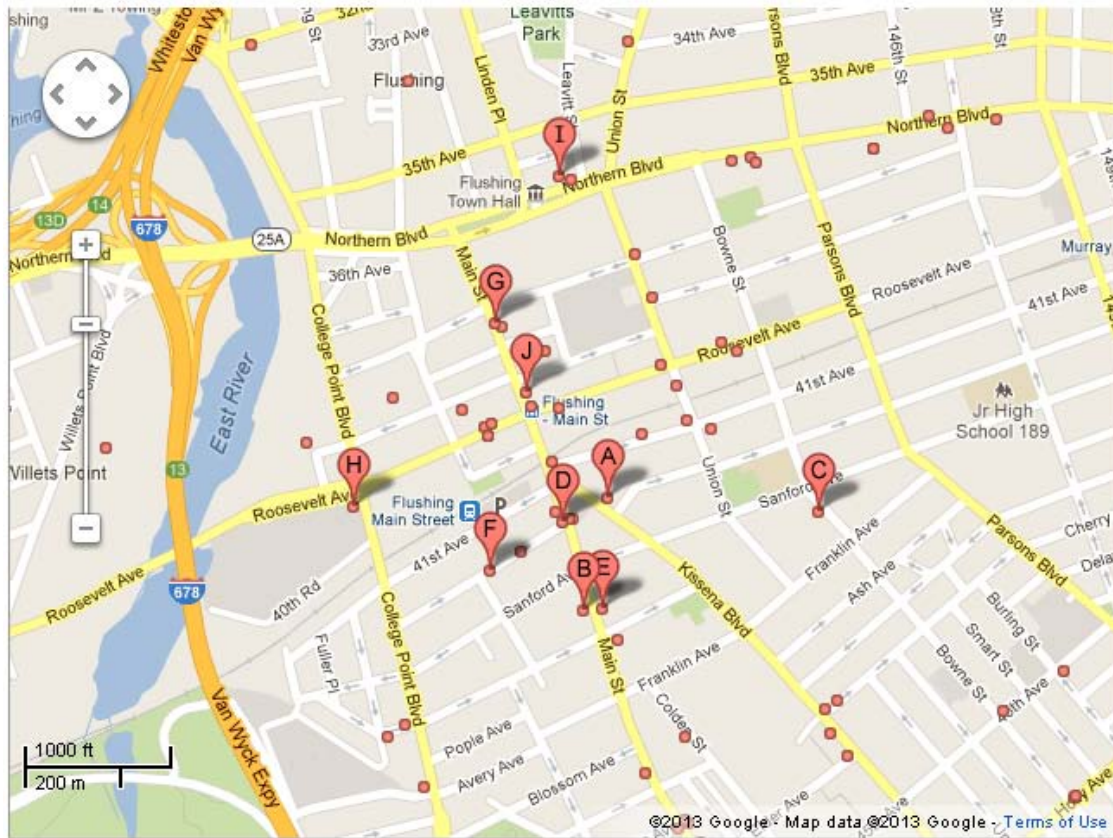 MP2 Towing
32nd
Leavitts
Park
34th Ave
146th St
Whitestone
Van Wyck
33rd Ave
Flushing
Linden Pl
Leavitt St
Union St
Parsons Blvd
35th Ave
Northern Blvd
35th Ave
I
Flushing
Town Hall
Northern Blvd
13D
14
678
25A
Northern Blvd
Northern Blvd
36th Ave
Main St
Bowne St
Parsons Blvd
Murray
Roosevelt Ave
41st Ave
G
College Point Blvd
Willets Point Blvd
East River
J
Roosevelt Ave
41st Ave
Flushing
- Main St
Jr High
School 189
Willets Point
13
H
A
D
C
Union St
Sanford Ave
Roosevelt Ave
Flushing
Main Street
P
F
41st Ave
Parsons Blvd
Cherry
Franklin Ave
Ash Ave
B
E
Roosevelt Ave
678
40th Rd
Sanford Ave
Kissena Blvd
Burling St
Smart St
Bowne St
Fuller Pl
College Point Blvd
Main St
Franklin Ave
Colden St
45th Ave
Van Wyck Expy
Pople Ave
Avery Ave
Blossom Ave
1000 ft
200 m
©2013 Google - Map data ©2013 Google - Terms of Use